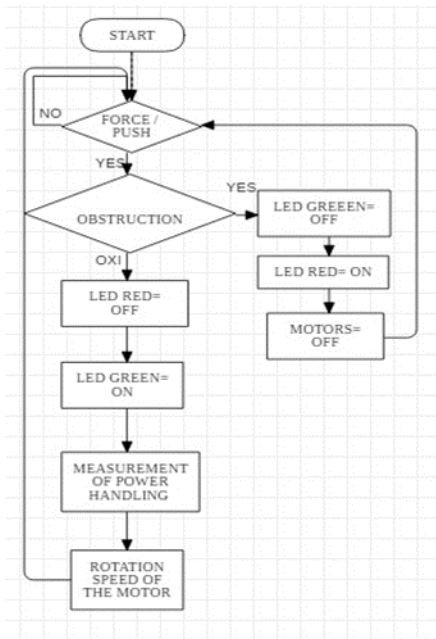 START
NO
FORCE /
PUSH
YES
OBSTRUCTION
YES
LED GREEEN=
OFF
LED RED= ON
MOTORS=
OFF
OXI
LED RED=
OFF
LED GREEN=
ON
MEASUREMENT
OF POWER
HANDLING
ROTATION
SPEED OF
THE MOTOR